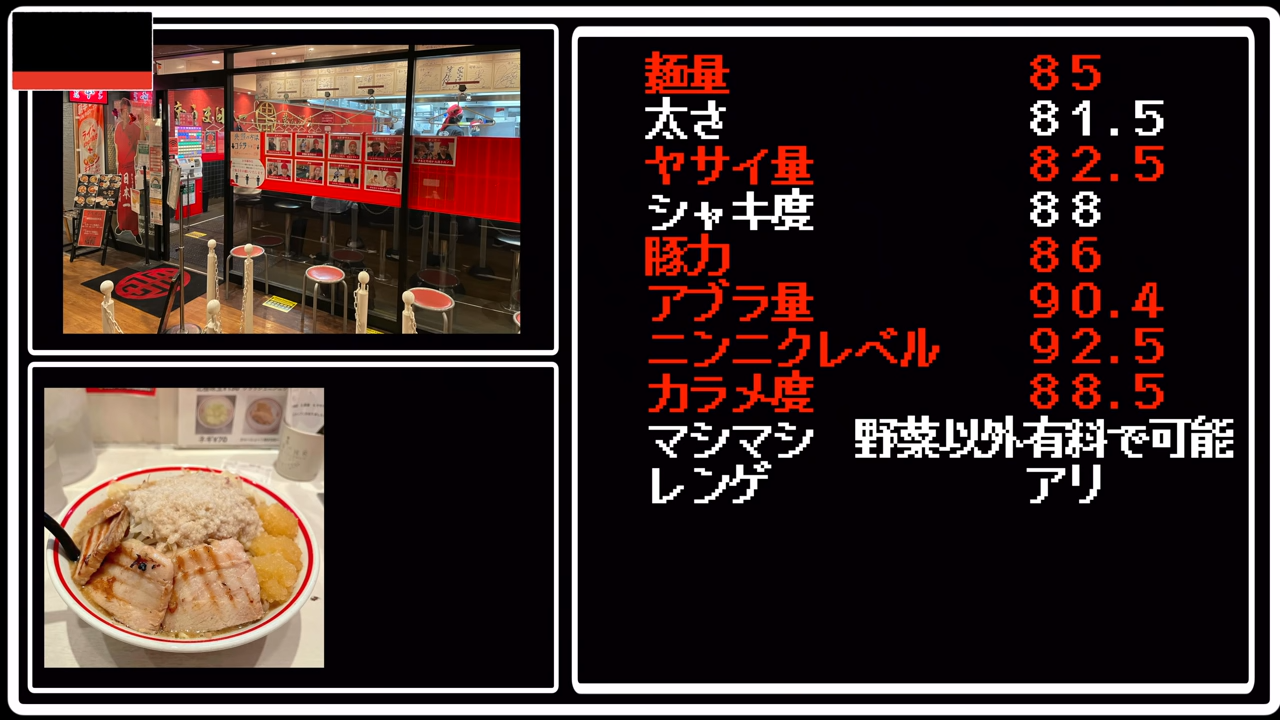 麺量 85
太さ 81.5
ヤサイ量 82.5
シャキ度 88
豚力 86
アブラ量 90.4
ニンニクレベル 92.5
カラメ度 88.5
マシマシ 野菜以外有料で可能
レンゲ アリ